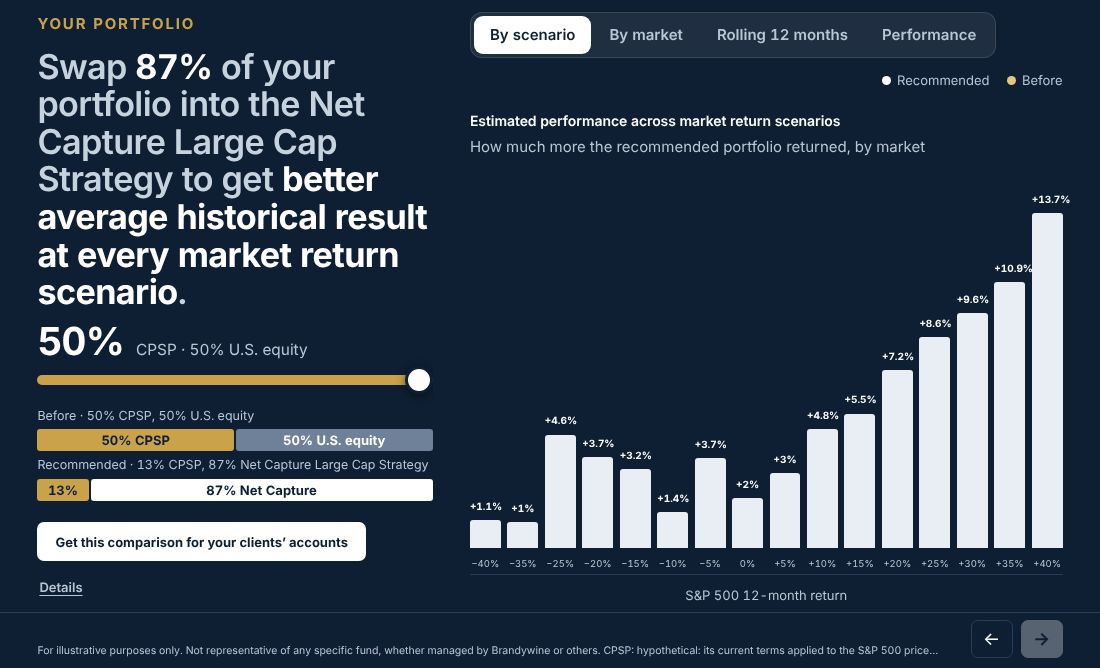 YOUR PORTFOLIO
Swap 87% of your
portfolio into the Net
Capture Large Cap
Strategy to get better
average historical result
at every market return
scenario.
50% CPSP · 50% U.S. equity
Before · 50% CPSP, 50% U.S. equity
50% CPSP 50% U.S. equity
Recommended · 13% CPSP, 87% Net Capture Large Cap Strategy
13% 87% Net Capture
Get this comparison for your clients’ accounts
Details
By scenario By market Rolling 12 months Performance
Recommended Before
Estimated performance across market return scenarios
How much more the recommended portfolio returned, by market
+13.7%
+10.9%
+9.6%
+8.6%
+7.2%
+5.5%
+4.6%
+4.8%
+3.7% +3.7%
+3.2%
+3%
+2%
+1.4%
+1.1% +1%
−40% −35% −25% −20% −15% −10% −5% 0% +5% +10% +15% +20% +25% +30% +35% +40%
S&P 500 12-month return
For illustrative purposes only. Not representative of any specific fund, whether managed by Brandywine or others. CPSP: hypothetical: its current terms applied to the S&P 500 price…
← →